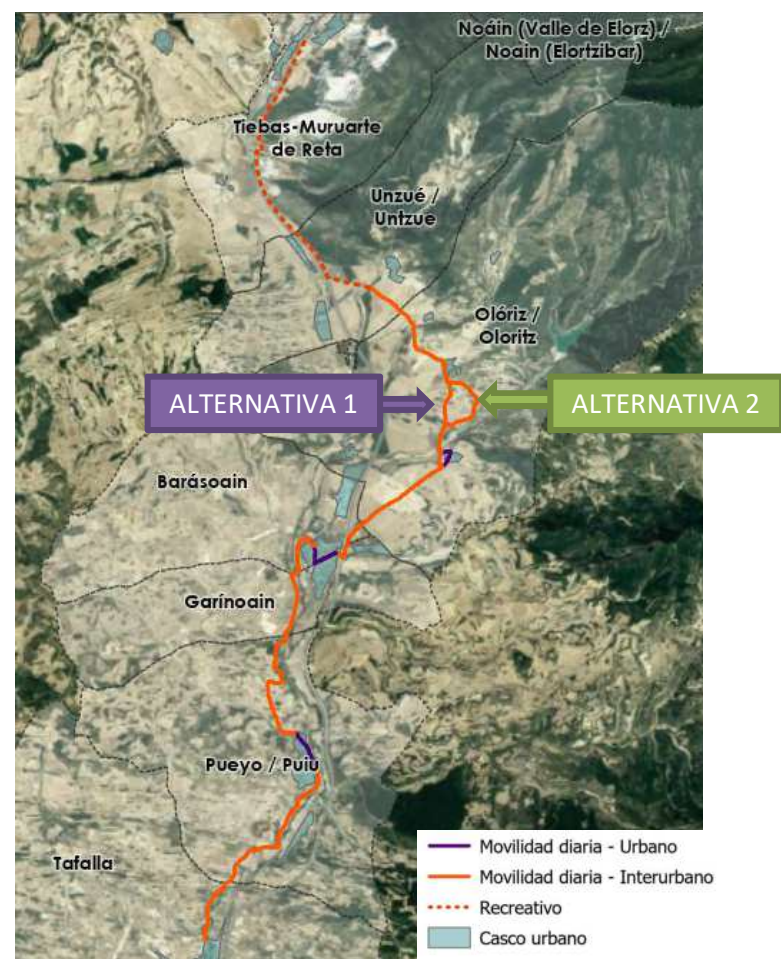 Noáin (Valle de Elorz) /
Noain (Elortzibar)
Tiebas-Muruarte
de Reta
Unzué /
Untzue
Olóriz /
Oloritz
ALTERNATIVA 1
ALTERNATIVA 2
Barásoain
Garínoain
Pueyo / Puiu
Tafalla
Movilidad diaria - Urbano
Movilidad diaria - Interurbano
Recreativo
Casco urbano